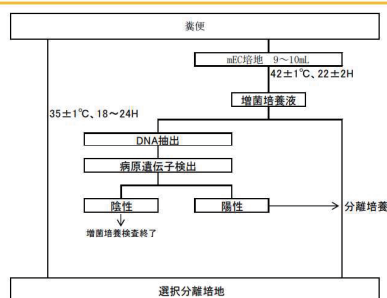 糞便
mEC培地 9～10mL
42±1℃、22±2H
増菌培養液
35±1℃、18～24H
DNA抽出
病原遺伝子検出
陰性
陽性
分離培養
増菌培養検査終了
選択分離培地